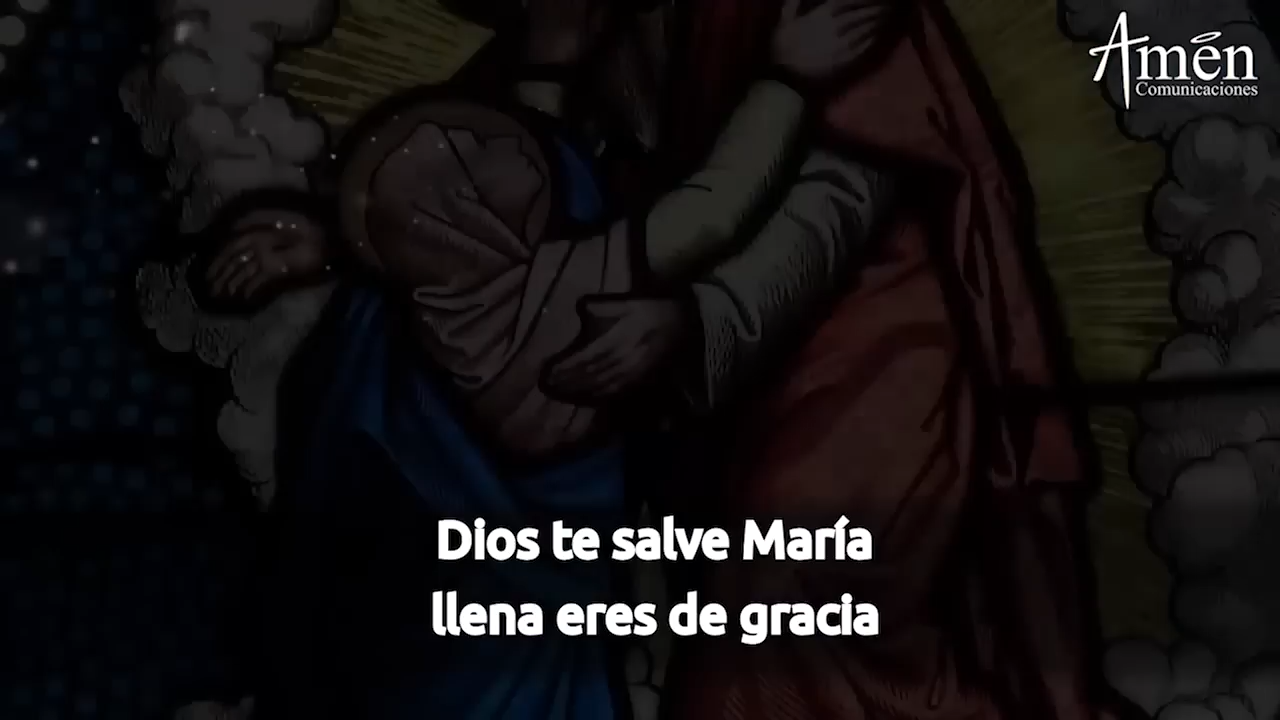 Amén
Comunicaciones
Dios te salve María
llena eres de gracia